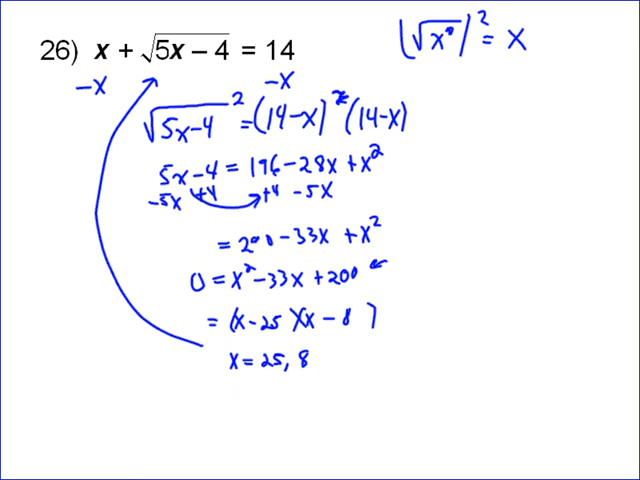 26) x + √5x – 4 = 14
(√x)² = x
-x -x
√5x-4² = (14-x)² (14-x)
5x-4 = 196-28x+x²
-5x +4 +4 -5x
= 200-33x+x²
0 = x²-33x+200
= (x-25)(x-8)
x = 25, 8